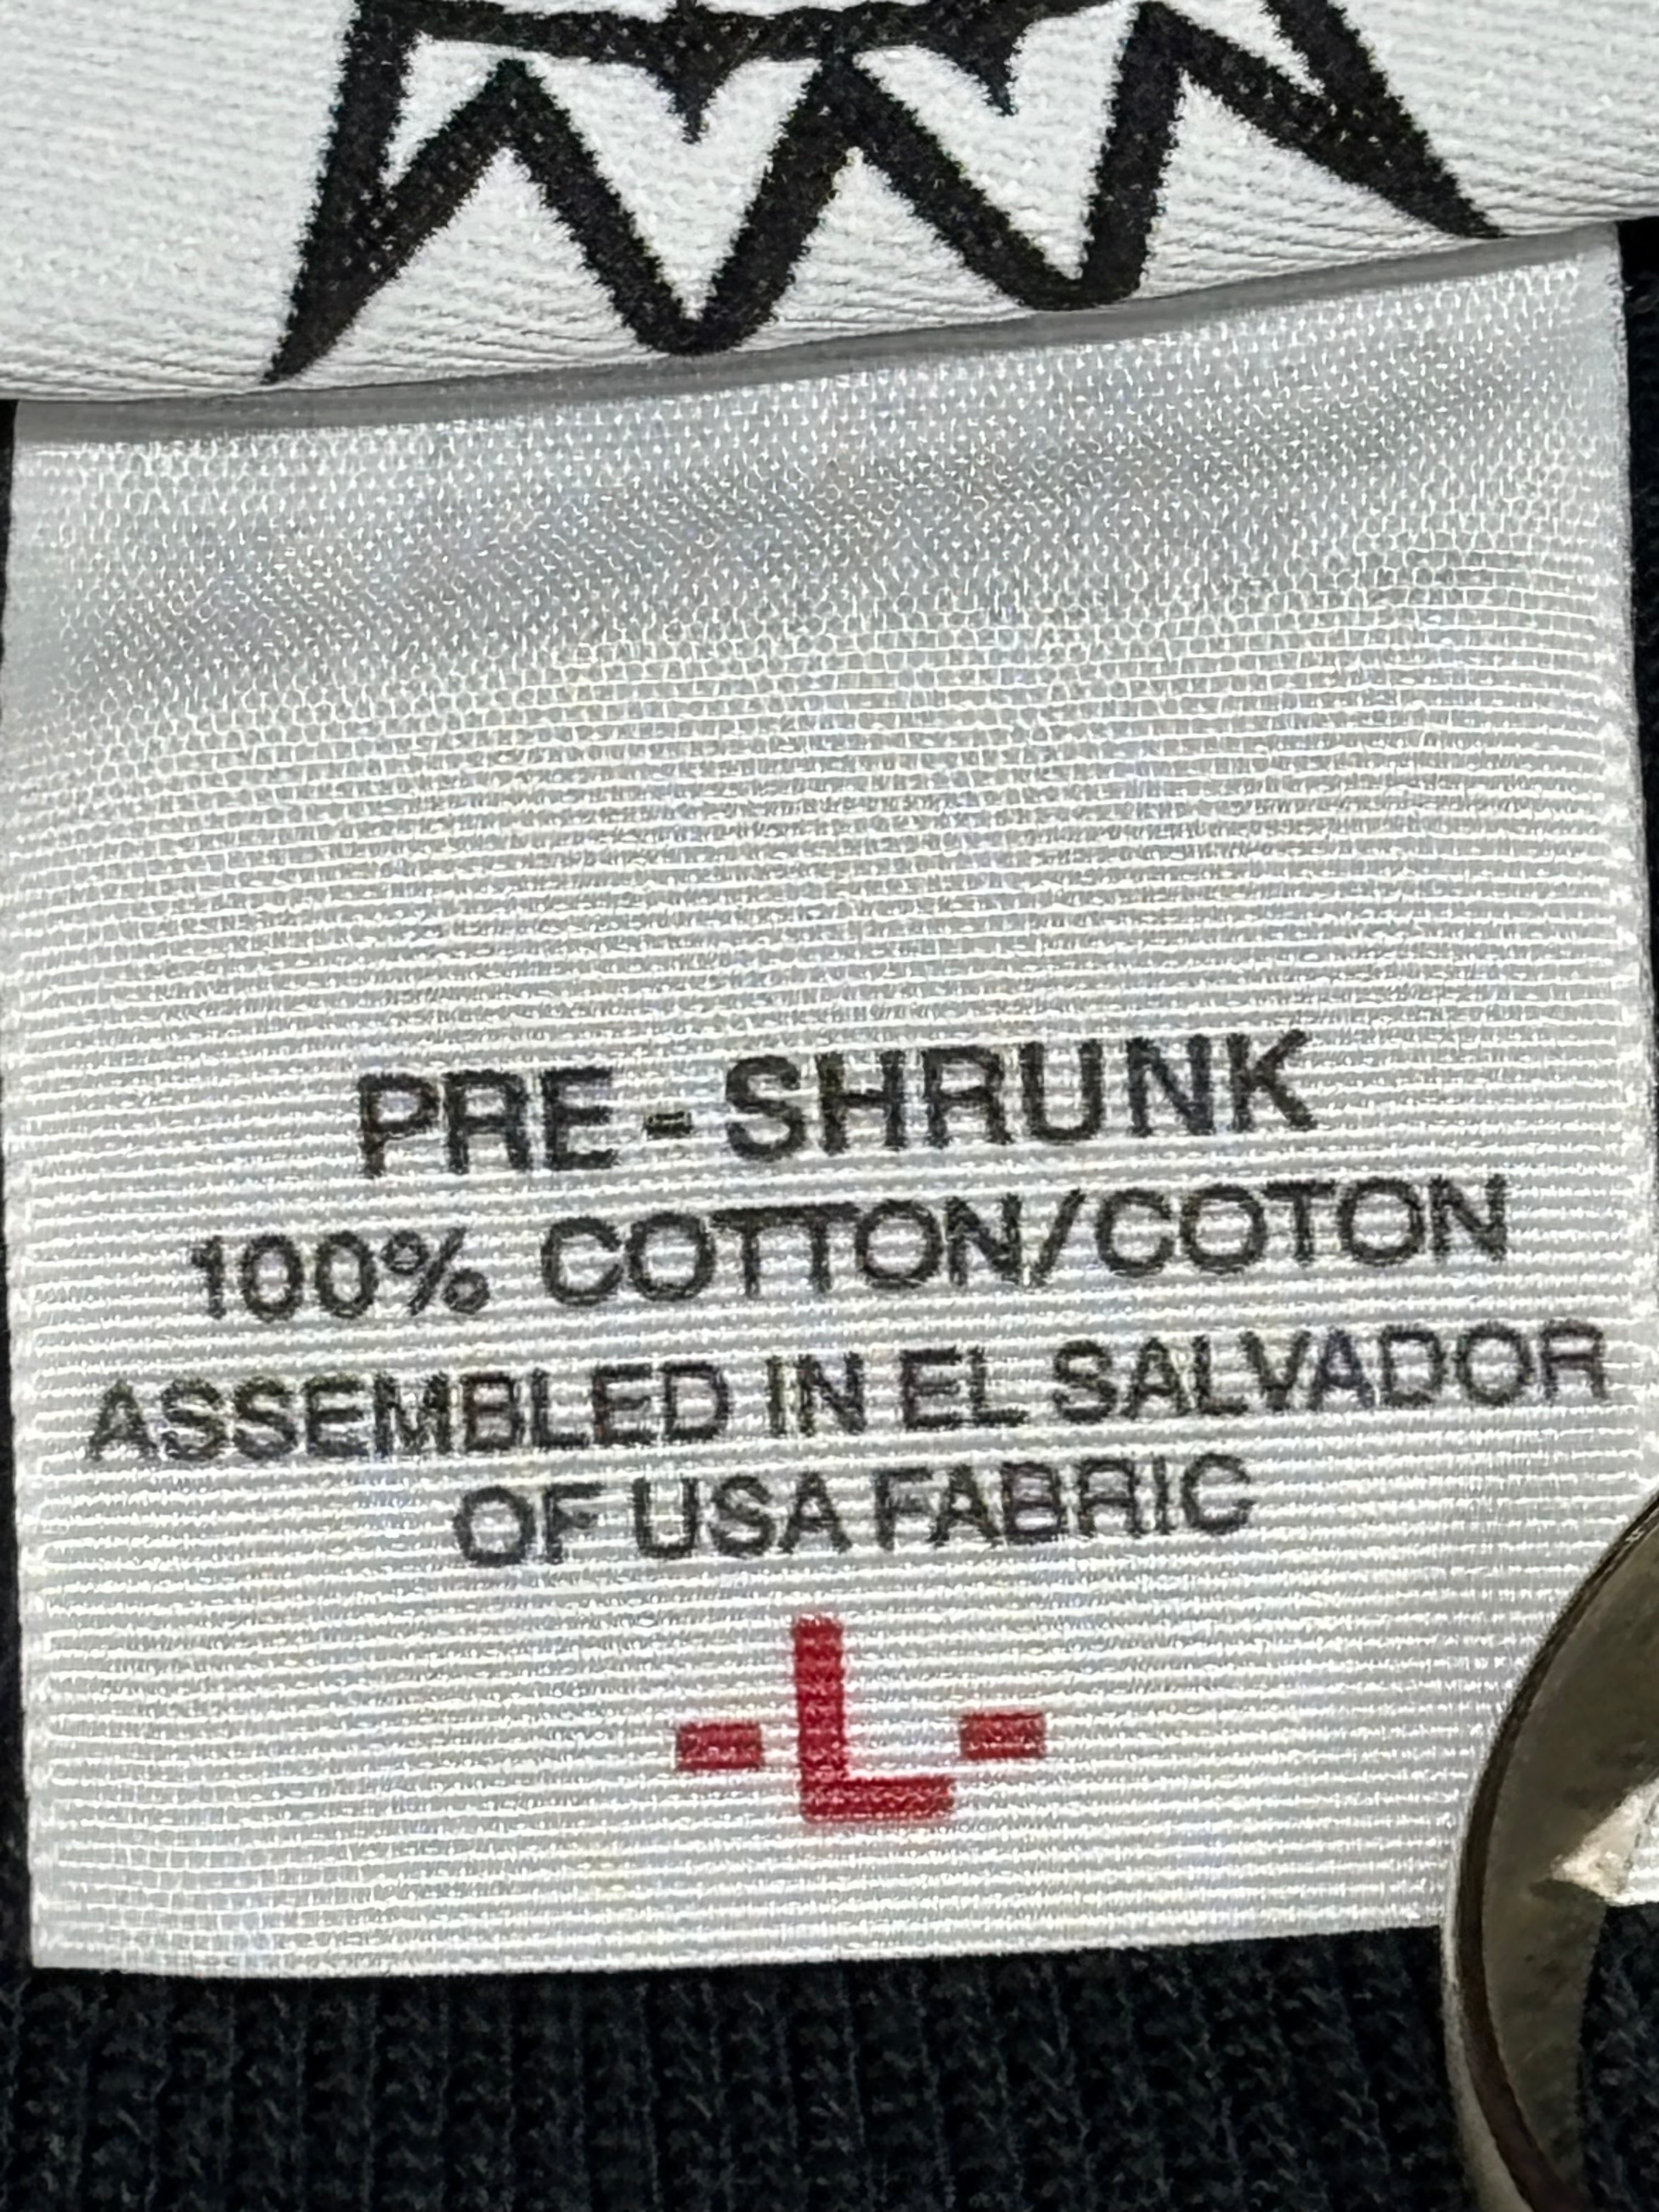 PRE-SHRUNK
100% COTTON/COTON
ASSEMBLED IN EL SALVADOR
OF USA FABRIC
-L-